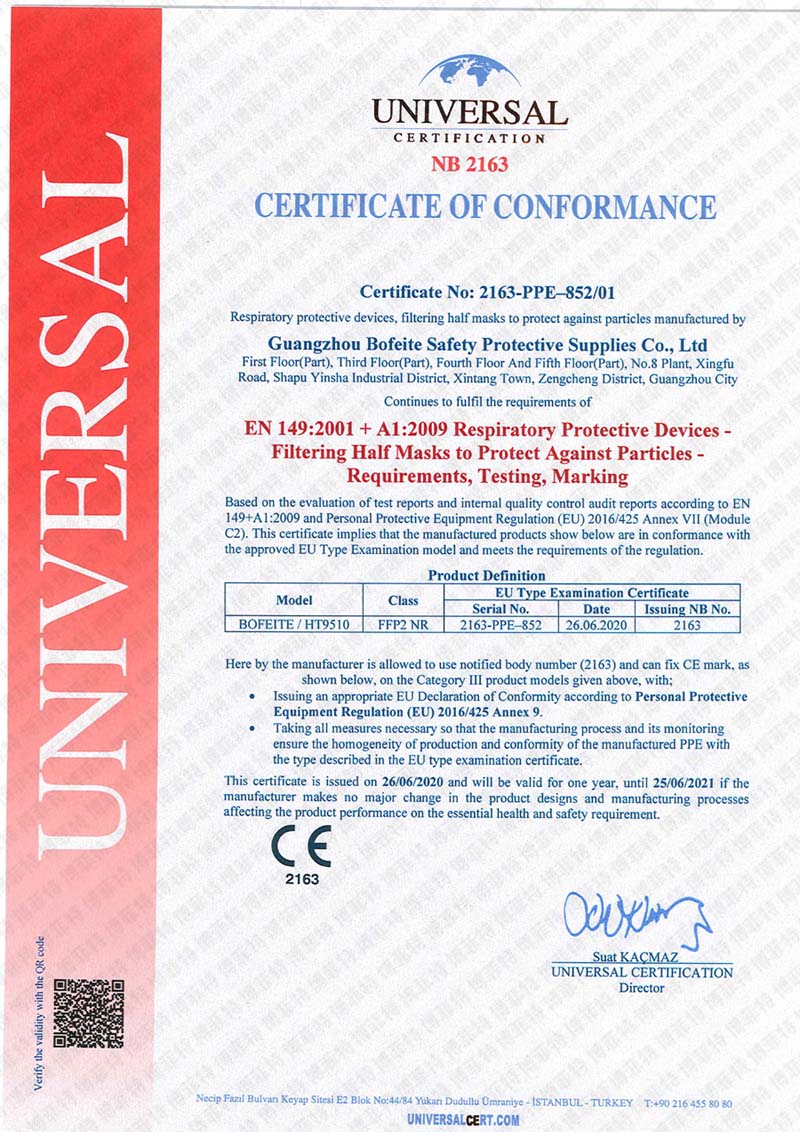 UNIVERSAL
UNIVERSAL
CERTIFICATION
NB 2163
CERTIFICATE OF CONFORMANCE
Certificate No: 2163-PPE–852/01
Respiratory protective devices, filtering half masks to protect against particles manufactured by
Guangzhou Bofeite Safety Protective Supplies Co., Ltd
First Floor(Part), Third Floor(Part), Fourth Floor And Fifth Floor(Part), No.8 Plant, Xingfu
Road, Shapu Yinsha Industrial District, Xintang Town, Zengcheng District, Guangzhou City
Continues to fulfil the requirements of
EN 149:2001 + A1:2009 Respiratory Protective Devices -
Filtering Half Masks to Protect Against Particles -
Requirements, Testing, Marking
Based on the evaluation of test reports and internal quality control audit reports according to EN
149+A1:2009 and Personal Protective Equipment Regulation (EU) 2016/425 Annex VII (Module
C2). This certificate implies that the manufactured products show below are in conformance with
the approved EU Type Examination model and meets the requirements of the regulation.
Product Definition
Model Class EU Type Examination Certificate
Serial No. Date Issuing NB No.
BOFEITE / HT9510 FFP2 NR 2163-PPE–852 26.06.2020 2163
Here by the manufacturer is allowed to use notified body number (2163) and can fix CE mark, as
shown below, on the Category III product models given above, with;
• Issuing an appropriate EU Declaration of Conformity according to Personal Protective
Equipment Regulation (EU) 2016/425 Annex 9.
• Taking all measures necessary so that the manufacturing process and its monitoring
ensure the homogeneity of production and conformity of the manufactured PPE with
the type described in the EU type examination certificate.
This certificate is issued on 26/06/2020 and will be valid for one year, until 25/06/2021 if the
manufacturer makes no major change in the product designs and manufacturing processes
affecting the product performance on the essential health and safety requirement.
CE
2163
Suat KAÇMAZ
UNIVERSAL CERTIFICATION
Director
Verify the validity with the QR code
Necip Fazıl Bulvarı Keyap Sitesi E2 Blok No:44/84 Yukarı Dudullu Ümraniye - İSTANBUL - TURKEY T:+90 216 455 80 80
UNIVERSALCERT.COM